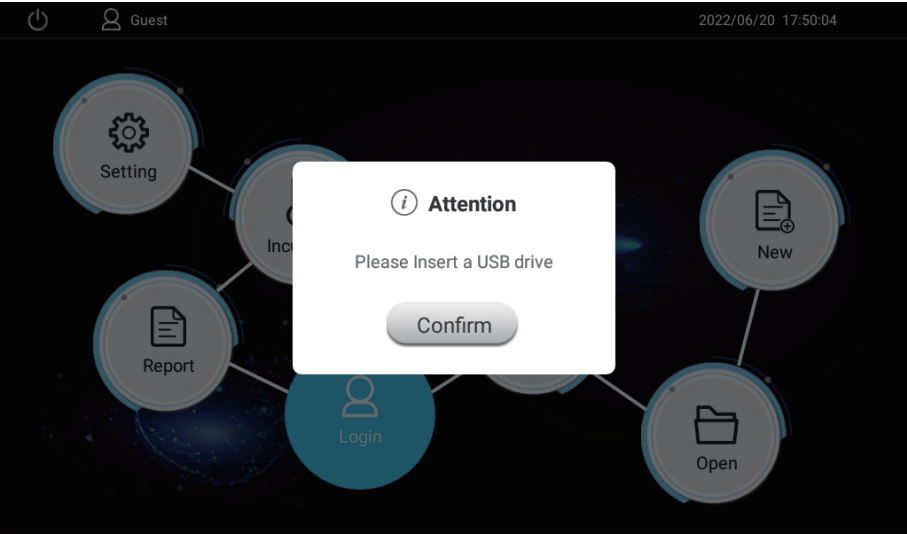 Guest
2022/06/20 17:50:04
Setting
Attention
Please Insert a USB drive
New
Confirm
Report
Login
Open